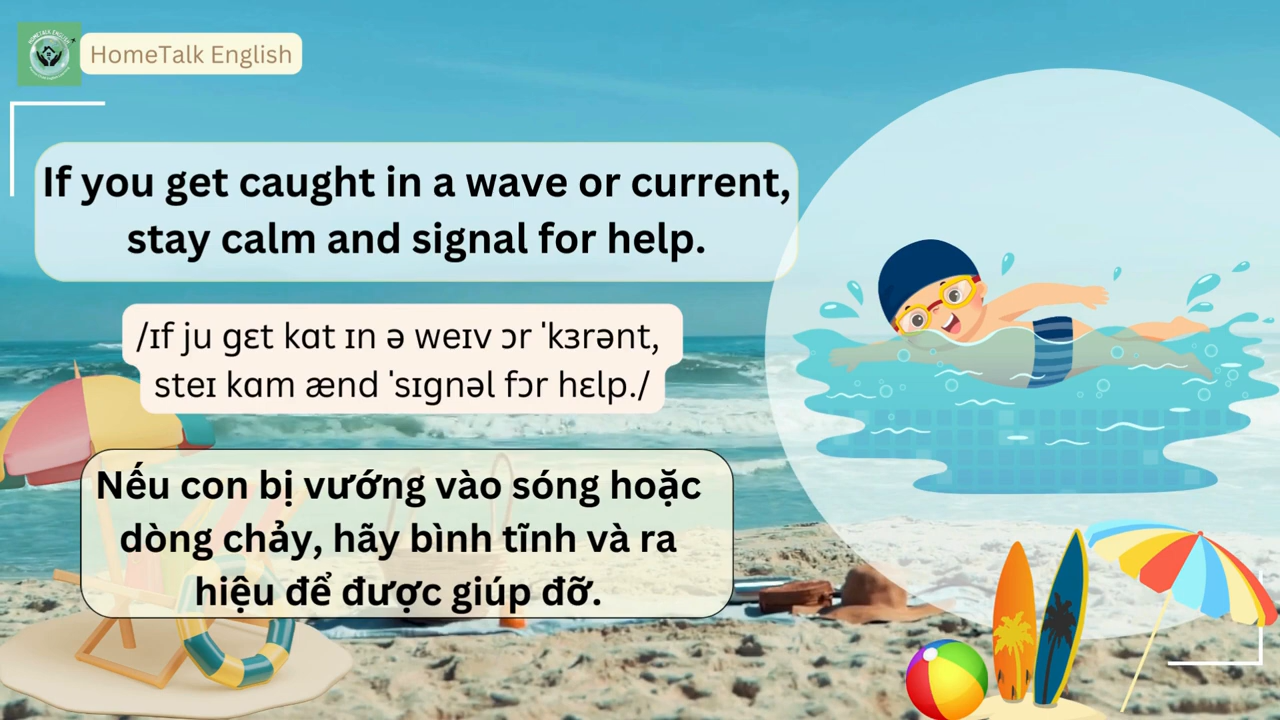 HomeTalk English
If you get caught in a wave or current,
stay calm and signal for help.
/ɪf ju gɛt kɑt ɪn ə weɪv ɔr ˈkɜrənt,
steɪ kɑm ænd ˈsɪgnəl fɔr hɛlp./
Nếu con bị vướng vào sóng hoặc
dòng chảy, hãy bình tĩnh và ra
hiệu để được giúp đỡ.